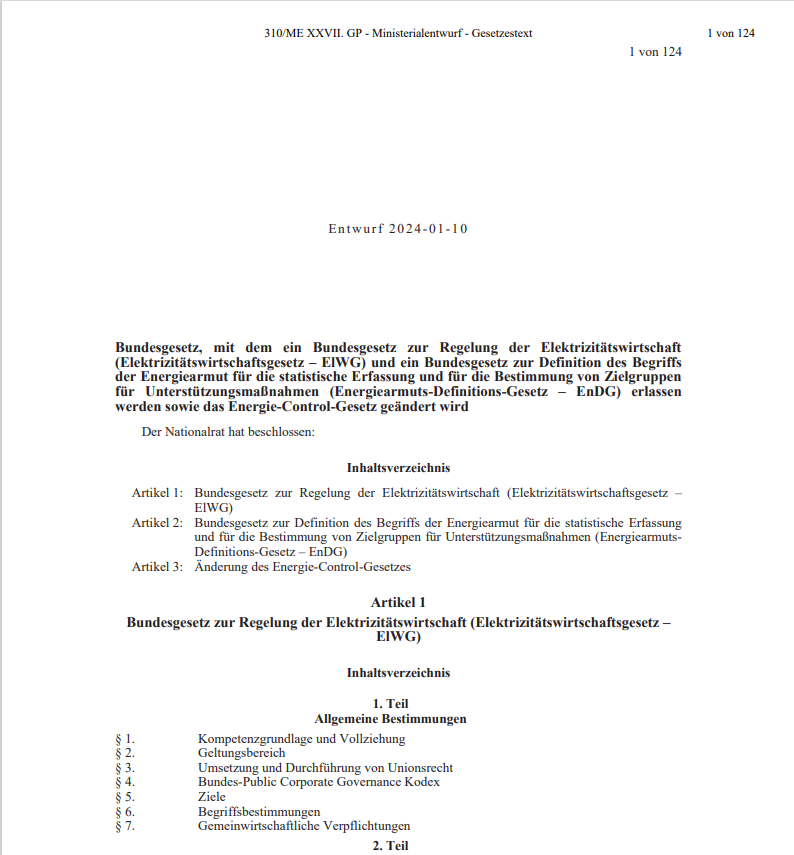 310/ME XXVII. GP - Ministerialentwurf - Gesetzestext 1 von 124
1 von 124
Entwurf 2024-01-10
Bundesgesetz, mit dem ein Bundesgesetz zur Regelung der Elektrizitätswirtschaft
(Elektrizitätswirtschaftsgesetz – ElWG) und ein Bundesgesetz zur Definition des Begriffs
der Energiearmut für die statistische Erfassung und für die Bestimmung von Zielgruppen
für Unterstützungsmaßnahmen (Energiearmuts-Definitions-Gesetz – EnDG) erlassen
werden sowie das Energie-Control-Gesetz geändert wird
Der Nationalrat hat beschlossen:
Inhaltsverzeichnis
Artikel 1: Bundesgesetz zur Regelung der Elektrizitätswirtschaft (Elektrizitätswirtschaftsgesetz –
ElWG)
Artikel 2: Bundesgesetz zur Definition des Begriffs der Energiearmut für die statistische Erfassung
und für die Bestimmung von Zielgruppen für Unterstützungsmaßnahmen (Energiearmuts-
Definitions-Gesetz – EnDG)
Artikel 3: Änderung des Energie-Control-Gesetzes
Artikel 1
Bundesgesetz zur Regelung der Elektrizitätswirtschaft (Elektrizitätswirtschaftsgesetz –
ElWG)
Inhaltsverzeichnis
1. Teil
Allgemeine Bestimmungen
§ 1. Kompetenzgrundlage und Vollziehung
§ 2. Geltungsbereich
§ 3. Umsetzung und Durchführung von Unionsrecht
§ 4. Bundes-Public Corporate Governance Kodex
§ 5. Ziele
§ 6. Begriffsbestimmungen
§ 7. Gemeinwirtschaftliche Verpflichtungen
2. Teil